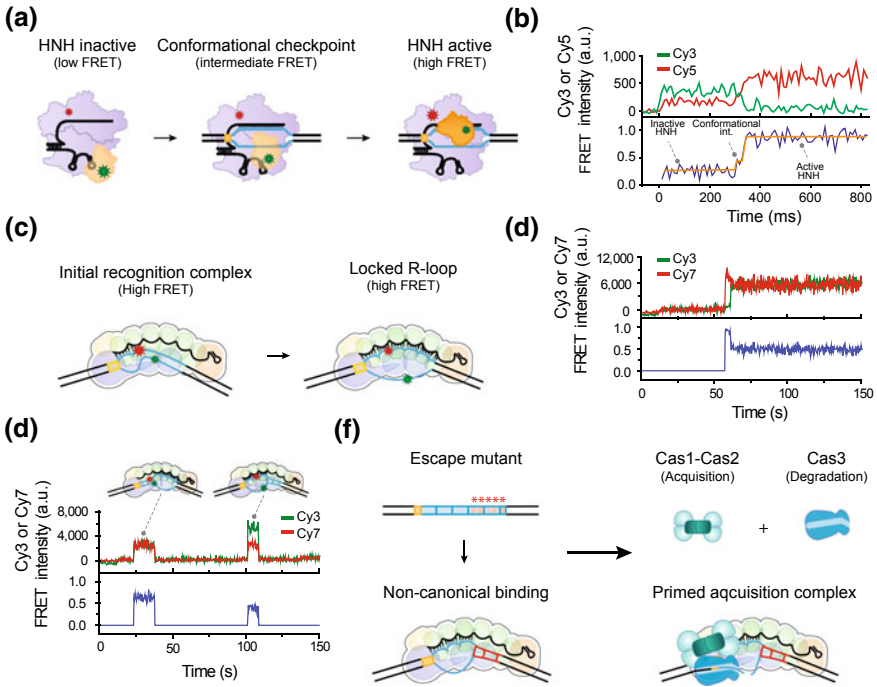 (a)
HNH inactive
(low FRET)
Conformational checkpoint
(intermediate FRET)
HNH active
(high FRET)
(b)
Cy3 or Cy5
FRET intensity (a.u.)
1,000
500
0
Cy3
Cy5
1.0
0.5
0.0
Inactive
HNH
Conformational
int.
Active
HNH
0 200 400 600 800
Time (ms)
(c)
Initial recognition complex
(High FRET)
Locked R-loop
(high FRET)
(d)
Cy3 or Cy7
FRET intensity (a.u.)
12,000
6,000
0
Cy3
Cy7
1.0
0.5
0
0 50 100 150
Time (s)
(d)
Cy3 or Cy7
FRET intensity (a.u.)
8,000
4,000
0
Cy3
Cy7
1.0
0.5
0.0
0 50 100 150
Time (s)
(f)
Escape mutant
*****
Non-canonical binding
Cas1-Cas2
(Acquisition)
+
Cas3
(Degradation)
Primed aqcuisition complex